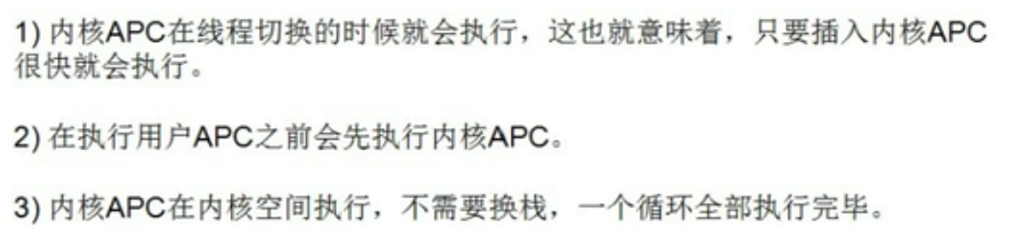 1) 内核APC在线程切换的时候就会执行，这也就意味着，只要插入内核APC
很快就会执行。
2) 在执行用户APC之前会先执行内核APC。
3) 内核APC在内核空间执行，不需要换栈，一个循环全部执行完毕。